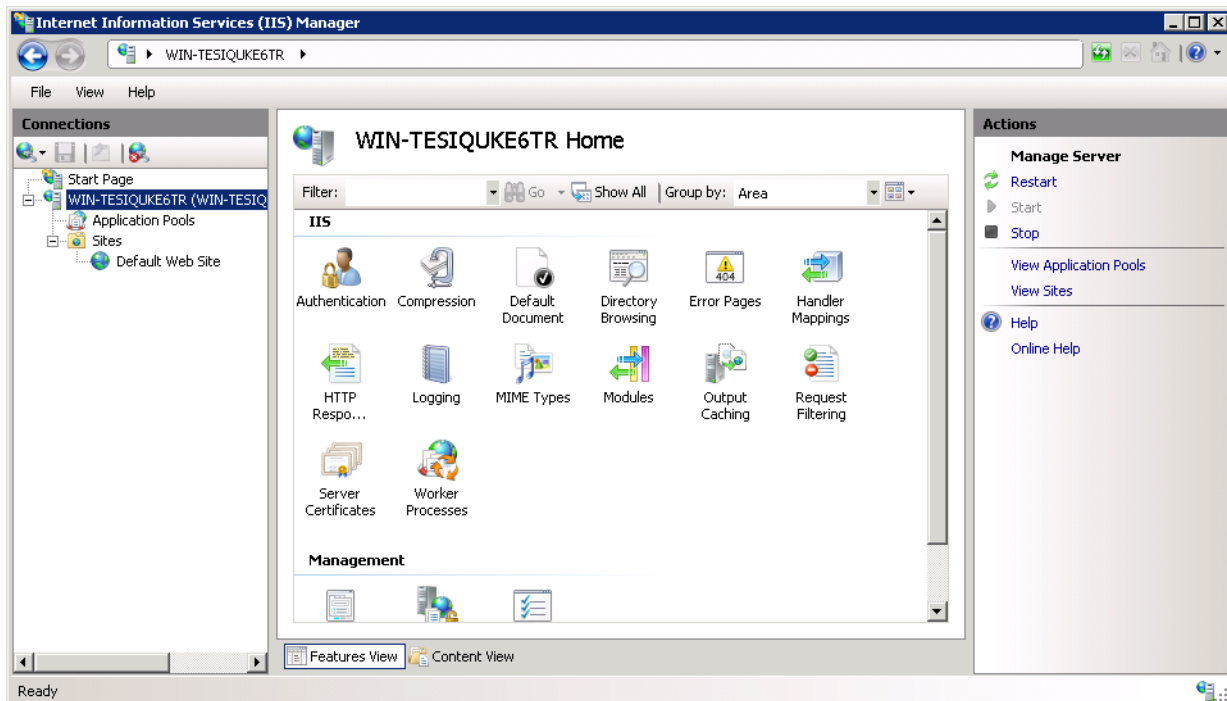 Internet Information Services (IIS) Manager
WIN-TESIQUKE6TR
File View Help
Connections
Start Page
WIN-TESIQUKE6TR (WIN-TESIQ
Application Pools
Sites
Default Web Site
WIN-TESIQUKE6TR Home
Filter: Go Show All Group by: Area
IIS
Authentication Compression Default Document Directory Browsing Error Pages Handler Mappings
HTTP Respo... Logging MIME Types Modules Output Caching Request Filtering
404
Server Certificates Worker Processes
Management
Features View Content View
Actions
Manage Server
Restart
Start
Stop
View Application Pools
View Sites
Help
Online Help
Ready